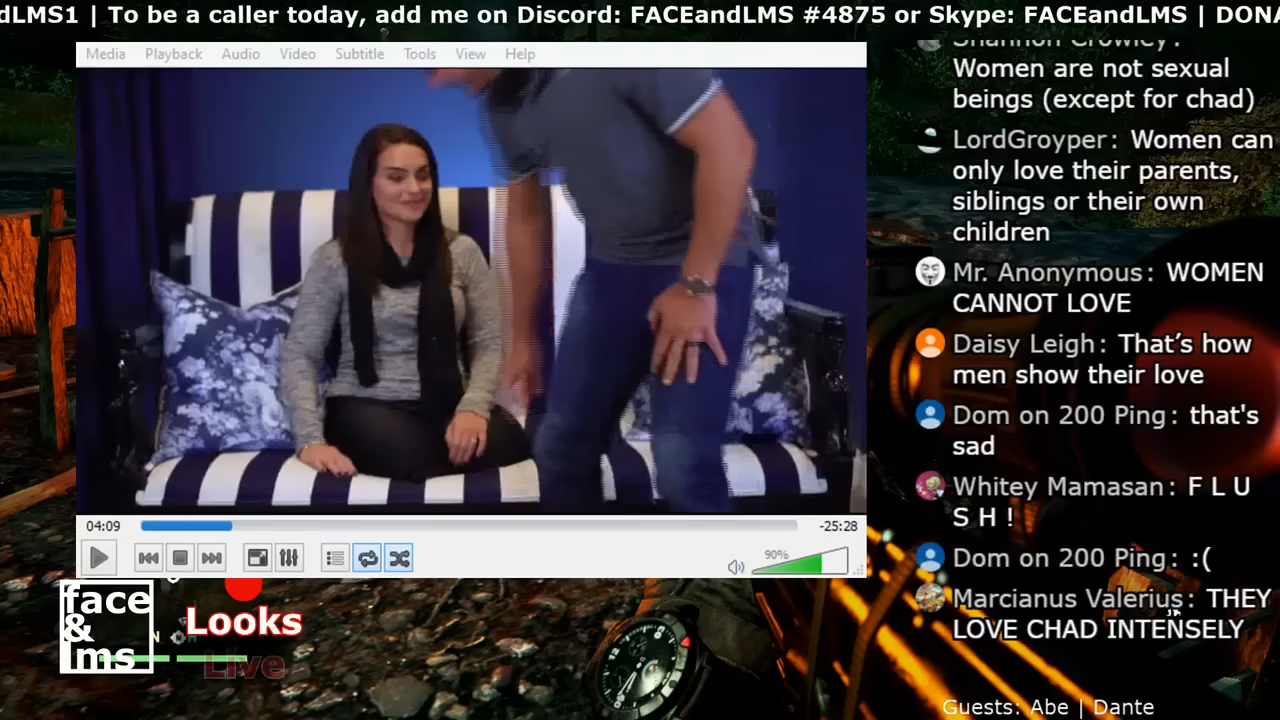 dLMS1 | To be a caller today, add me on Discord: FACEandLMS #4875 or Skype: FACEandLMS | DONA
Media Playback Audio Video Subtitle Tools View Help
04:09 -25:28
90%
face
&
lms
Looks
Live
Shannon Crowley:
Women are not sexual
beings (except for chad)
LordGroyper: Women can
only love their parents,
siblings or their own
children
Mr. Anonymous: WOMEN
CANNOT LOVE
Daisy Leigh: That’s how
men show their love
Dom on 200 Ping: that's
sad
Whitey Mamasan: F L U
S H !
Dom on 200 Ping: :(
Marcianus Valerius: THEY
LOVE CHAD INTENSELY
Guests: Abe | Dante